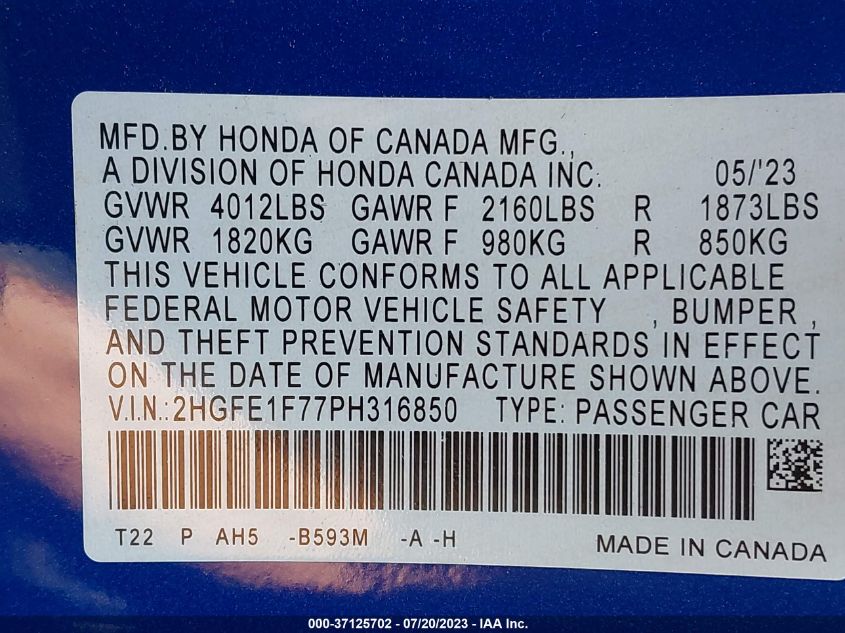 MFD.BY HONDA OF CANADA MFG.,
A DIVISION OF HONDA CANADA INC. 05/'23
GVWR 4012LBS GAWR F 2160LBS R 1873LBS
GVWR 1820KG GAWR F 980KG R 850KG
THIS VEHICLE CONFORMS TO ALL APPLICABLE
FEDERAL MOTOR VEHICLE SAFETY , BUMPER ,
AND THEFT PREVENTION STANDARDS IN EFFECT
ON THE DATE OF MANUFACTURE SHOWN ABOVE.
V.I.N.:2HGFE1F77PH316850 TYPE: PASSENGER CAR
T22 P AH5 -B593M -A -H
MADE IN CANADA
000-37125702 - 07/20/2023 - IAA Inc.